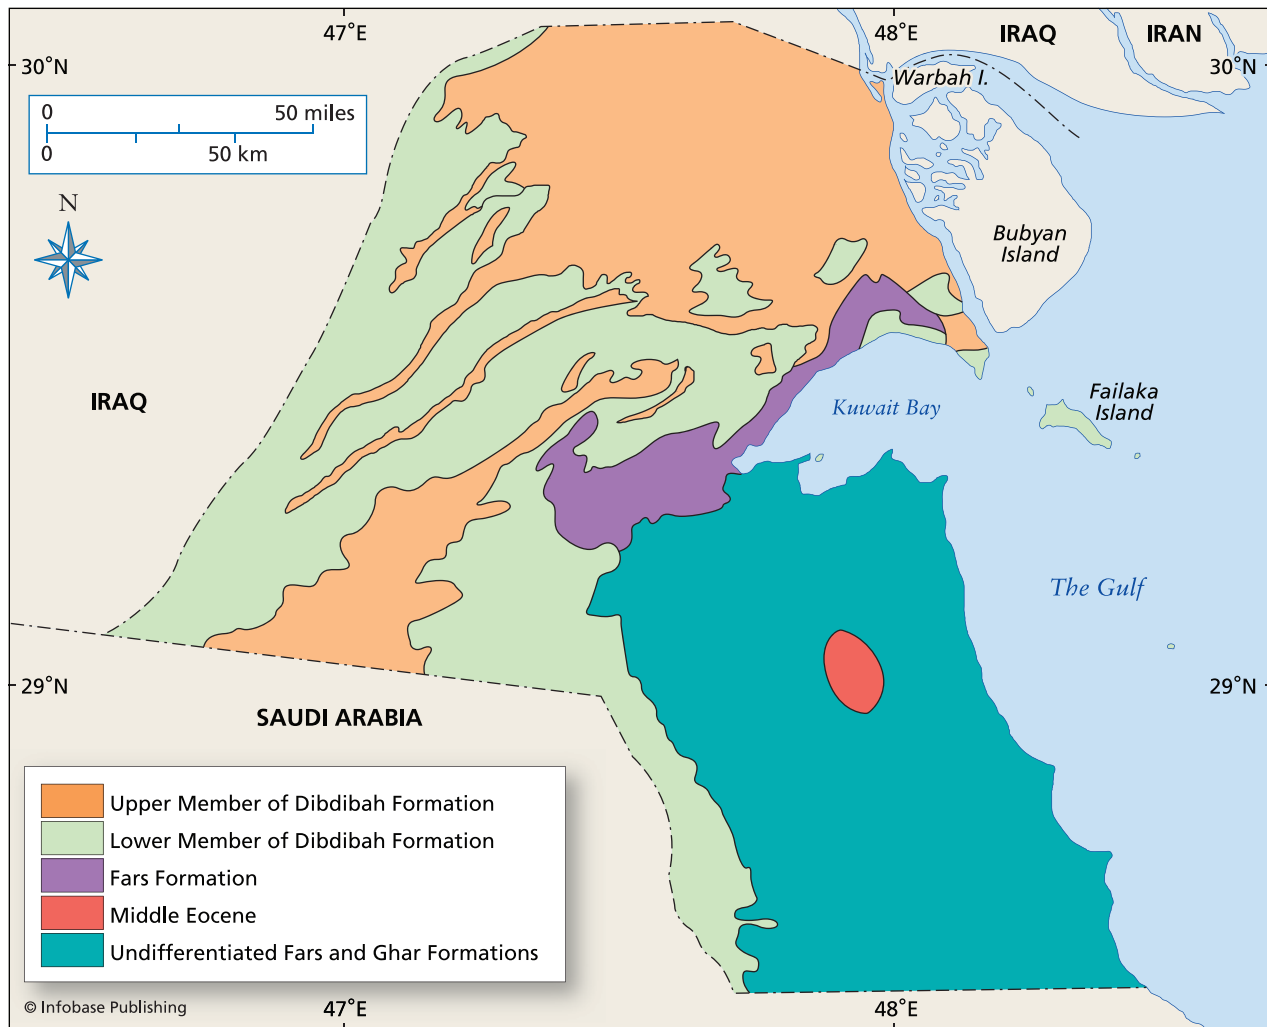 47°E
48°E
IRAQ
IRAN
30°N
30°N
Warbah I.
0
50 miles
0
50 km
N
Bubyan
Island
IRAQ
Failaka
Island
Kuwait Bay
The Gulf
29°N
29°N
SAUDI ARABIA
Upper Member of Dibdibah Formation
Lower Member of Dibdibah Formation
Fars Formation
Middle Eocene
Undifferentiated Fars and Ghar Formations
© Infobase Publishing
47°E
48°E